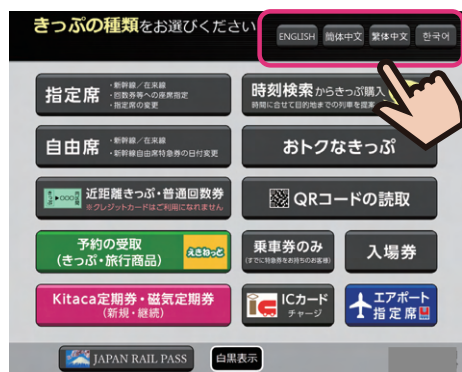 きっぷの種類をお選びください
ENGLISH
簡体中文
繁体中文
한국어
指定席
・新幹線／在来線
・回数券等への座席指定
・指定席の変更
時刻検索からきっぷ購入
時間に合せて目的地までの列車を提案
自由席
・新幹線／在来線
・新幹線自由席特急券の日付変更
おトクなきっぷ
近距離きっぷ・普通回数券
※クレジットカードはご利用になれません
QRコードの読取
予約の受取
(きっぷ・旅行商品)
えきねっと
乗車券のみ
(すでに特急券をお持ちのお客様)
入場券
Kitaca定期券・磁気定期券
(新規・継続)
ICカード
チャージ
エアポート
指定席
JAPAN RAIL PASS
白黒表示